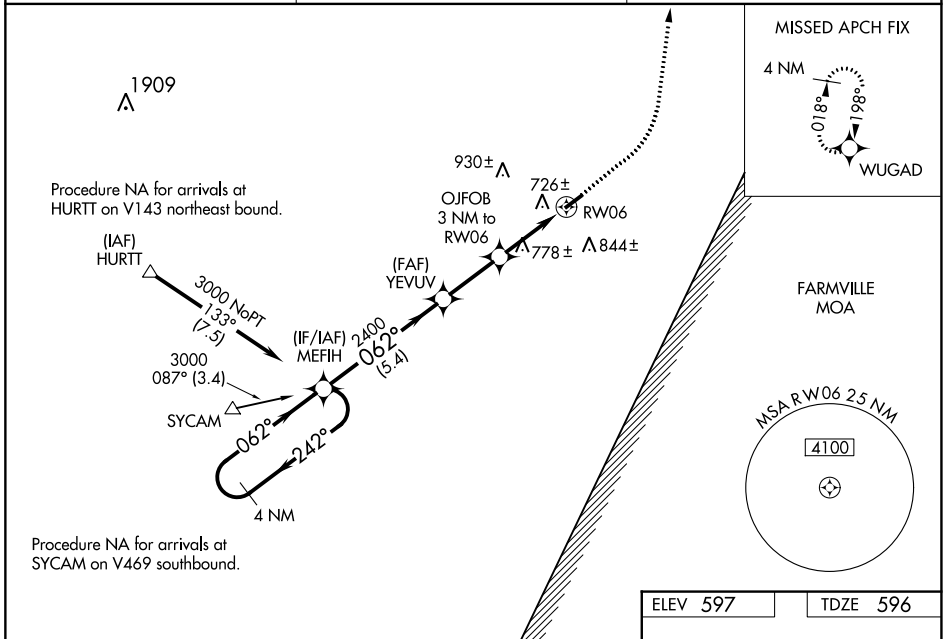 1909
Procedure NA for arrivals at
HURTT on V143 northeast bound.
(IAF)
HURTT
3000 NoPT
133°
(7.5)
3000
087° (3.4)
SYCAM
(IF/IAF)
MEFIH
2400
062°
(5.4)
062°
242°
4 NM
(FAF)
YEVUV
OJFOB
3 NM to
RW06
930±
726±
RW06
778±
844±
Procedure NA for arrivals at
SYCAM on V469 southbound.
MISSED APCH FIX
4 NM
018°
198°
WUGAD
FARMVILLE
MOA
MSA RW06 25 NM
4100
ELEV 597
TDZE 596